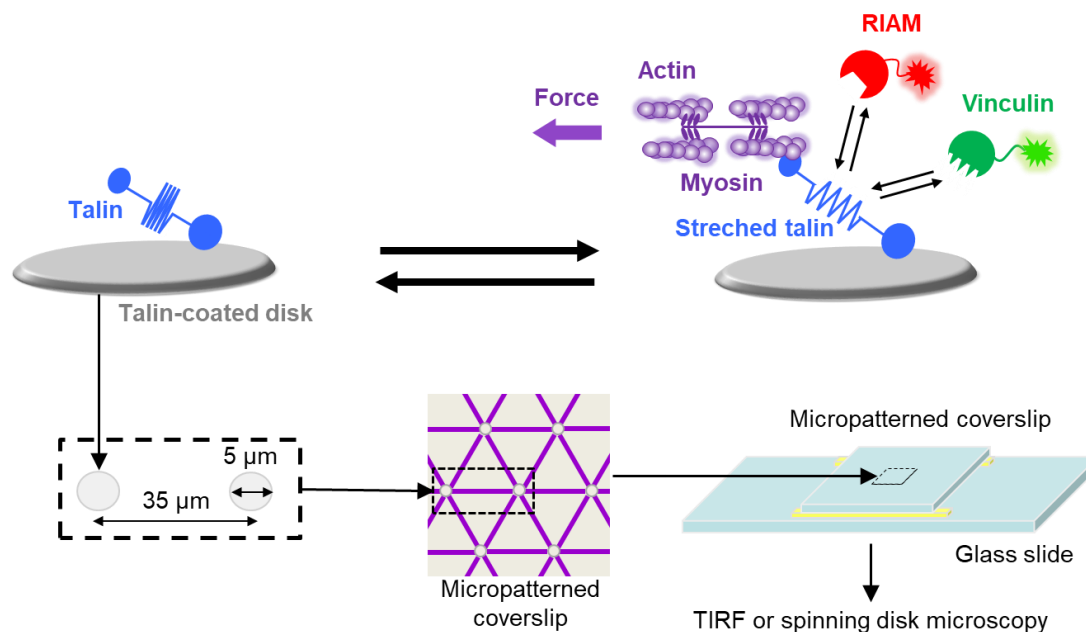 RIAM
Actin
Force
Vinculin
Myosin
Talin
Streched talin
Talin-coated disk
Micropatterned coverslip
5 µm
35 µm
Glass slide
Micropatterned
coverslip
TIRF or spinning disk microscopy